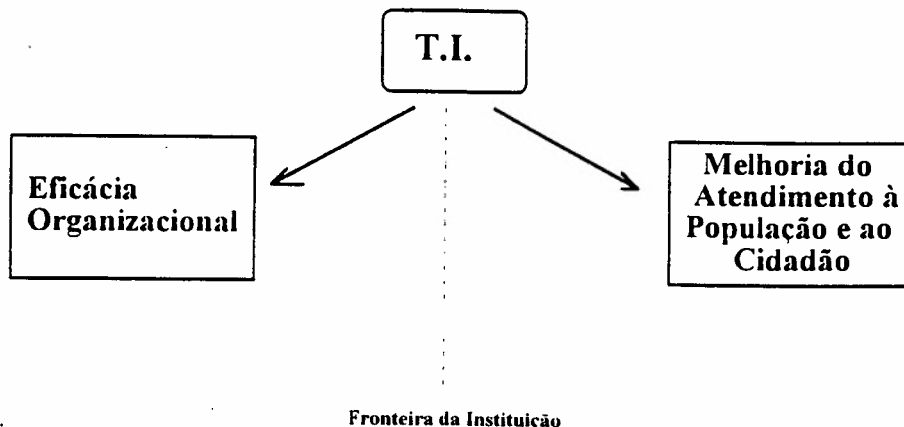 T.I.
Eficácia
Organizacional
Melhoria do
Atendimento à
População e ao
Cidadão
Fronteira da Instituição